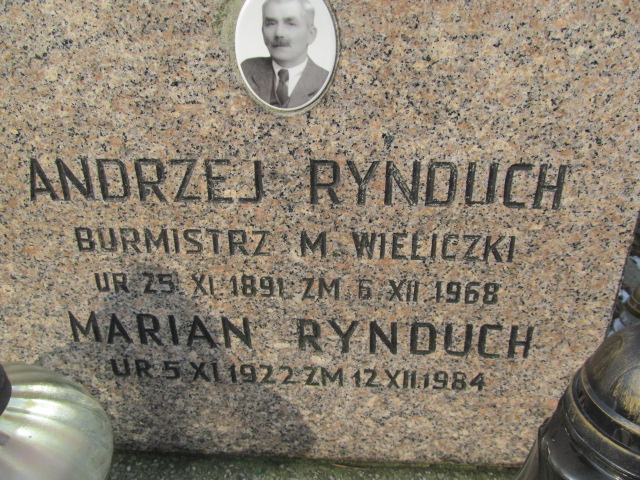 ANDRZEJ RYNDUCH
BURMISTRZ M. WIELICZKI
UR 25 XI. 1891. ZM. 6. XII. 1968
MARIAN RYNDUCH
UR 5 XI 1922 ZM 12 XII. 1984